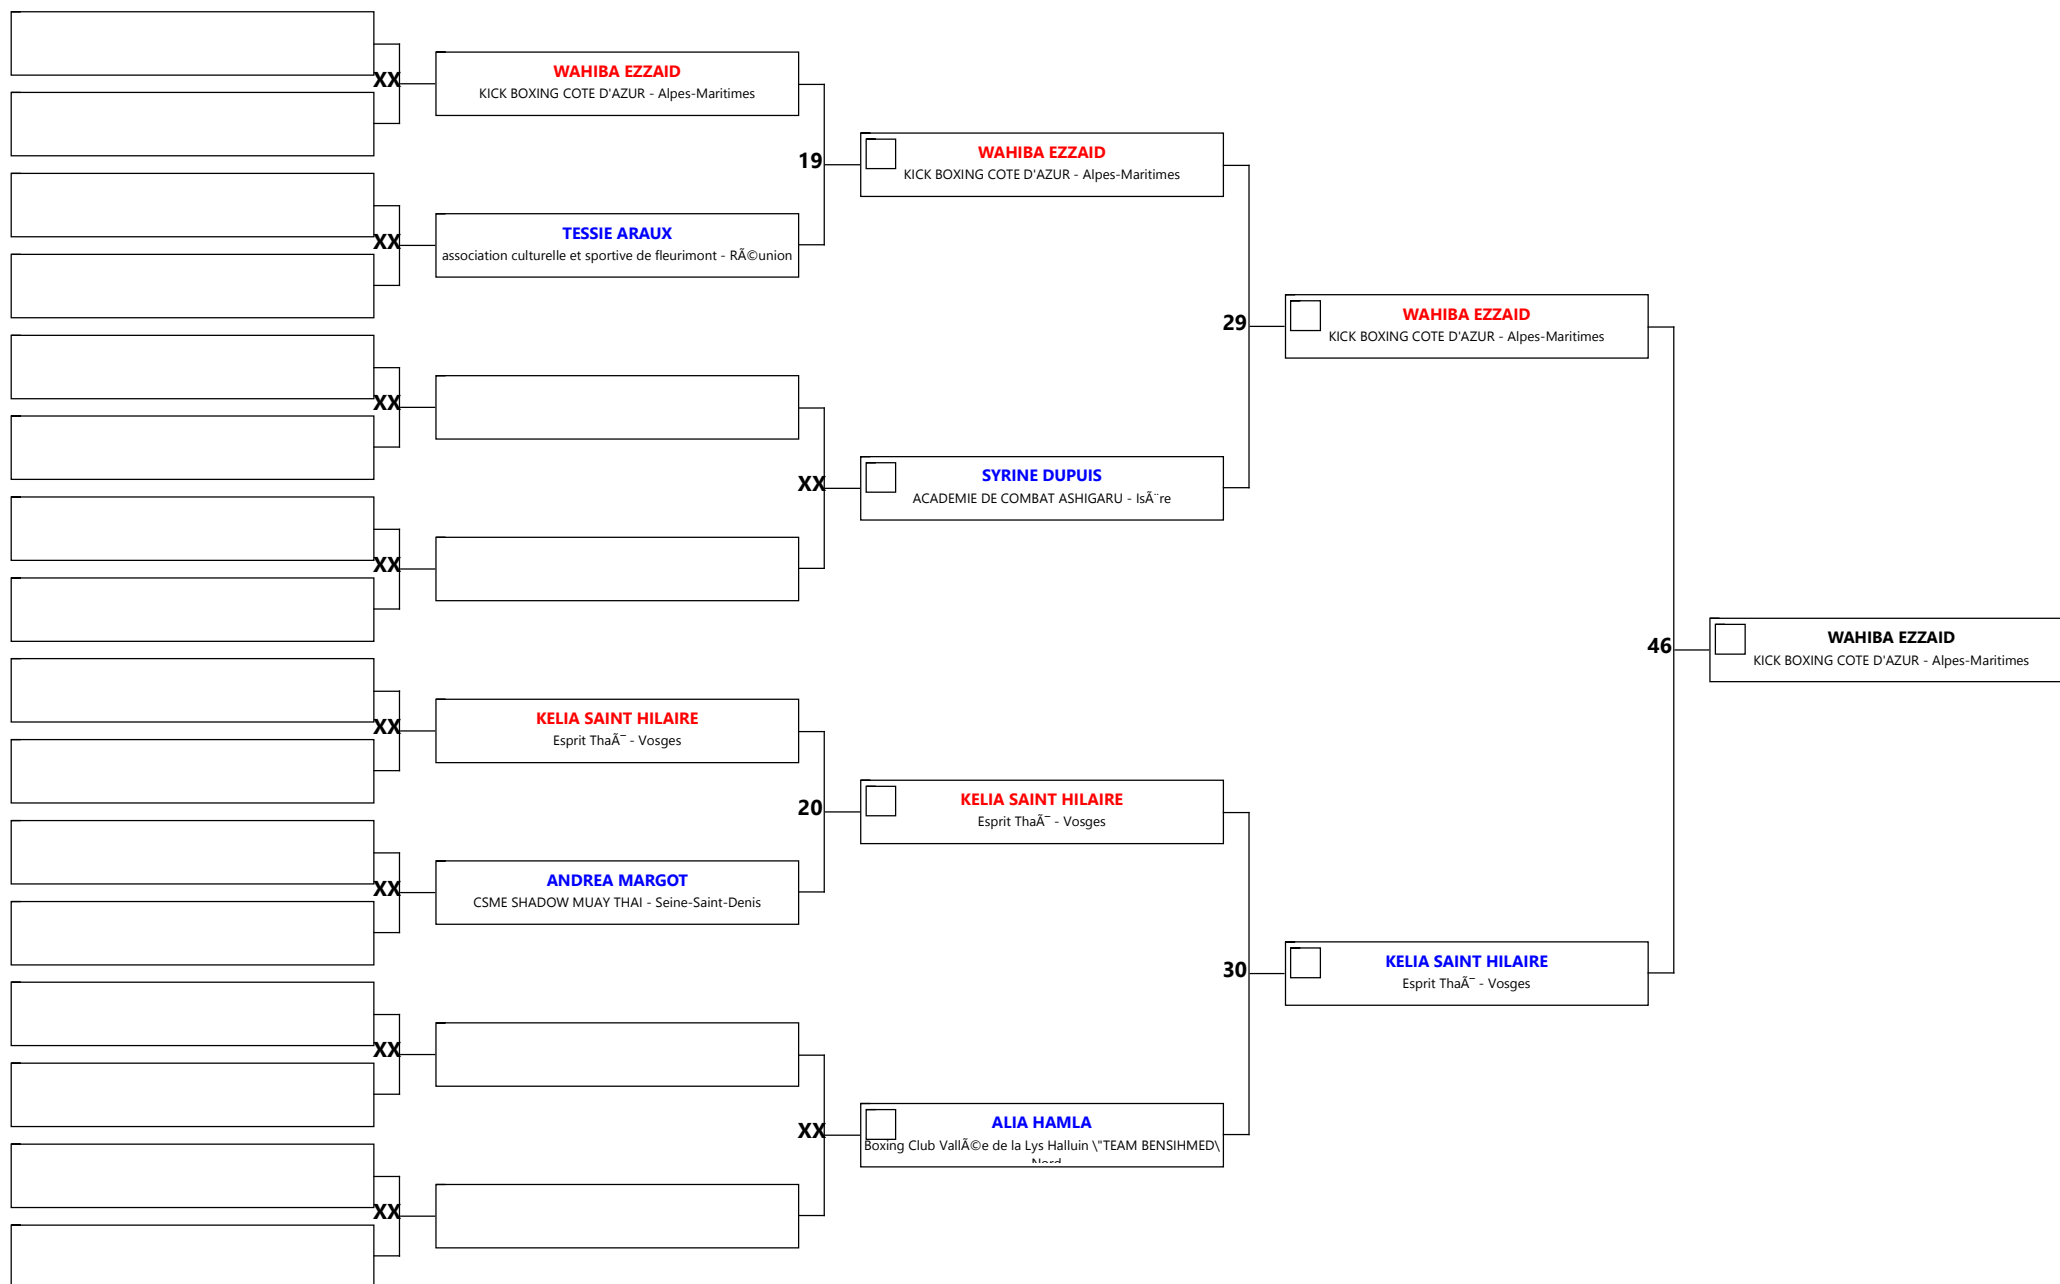 XX
WAHIBA EZZAID
KICK BOXING COTE D'AZUR - Alpes-Maritimes
19
WAHIBA EZZAID
KICK BOXING COTE D'AZUR - Alpes-Maritimes
XX
TESSIE ARAUX
association culturelle et sportive de fleurimont - RÃ©union
29
WAHIBA EZZAID
KICK BOXING COTE D'AZUR - Alpes-Maritimes
XX
XX
SYRINE DUPUIS
ACADEMIE DE COMBAT ASHIGARU - IsÃ¨re
XX
46
WAHIBA EZZAID
KICK BOXING COTE D'AZUR - Alpes-Maritimes
XX
KELIA SAINT HILAIRE
Esprit ThaÃ¯ - Vosges
20
KELIA SAINT HILAIRE
Esprit ThaÃ¯ - Vosges
XX
ANDREA MARGOT
CSME SHADOW MUAY THAI - Seine-Saint-Denis
30
KELIA SAINT HILAIRE
Esprit ThaÃ¯ - Vosges
XX
XX
ALIA HAMLA
Boxing Club VallÃ©e de la Lys Halluin \"TEAM BENSIHMED\
Nord
XX